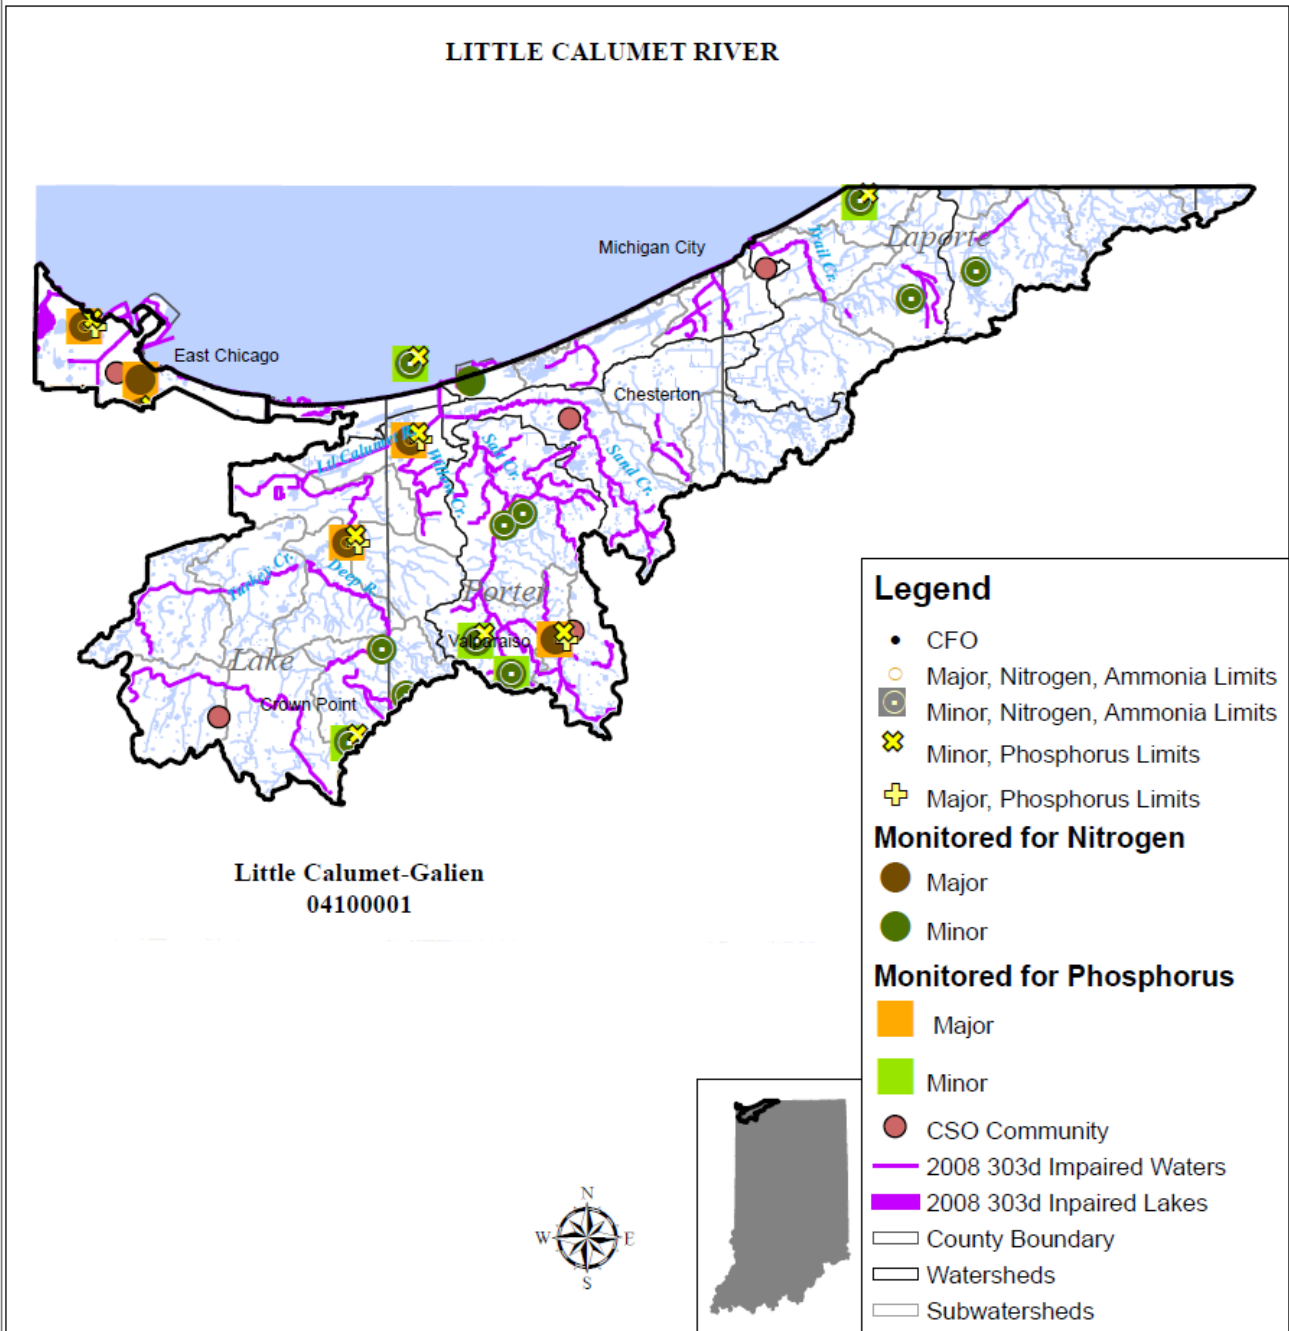 LITTLE CALUMET RIVER
Michigan City
Trail Cr.
Laporte
East Chicago
Chesterton
Lil Calumet R.
Willow Cr.
Salt Cr.
Sand Cr.
Turkey Cr.
Deep R.
Porter
Valparaiso
Lake
Crown Point
Little Calumet-Galien
04100001
N
W
E
S
Legend
CFO
Major, Nitrogen, Ammonia Limits
Minor, Nitrogen, Ammonia Limits
Minor, Phosphorus Limits
Major, Phosphorus Limits
Monitored for Nitrogen
Major
Minor
Monitored for Phosphorus
Major
Minor
CSO Community
2008 303d Impaired Waters
2008 303d Inpaired Lakes
County Boundary
Watersheds
Subwatersheds